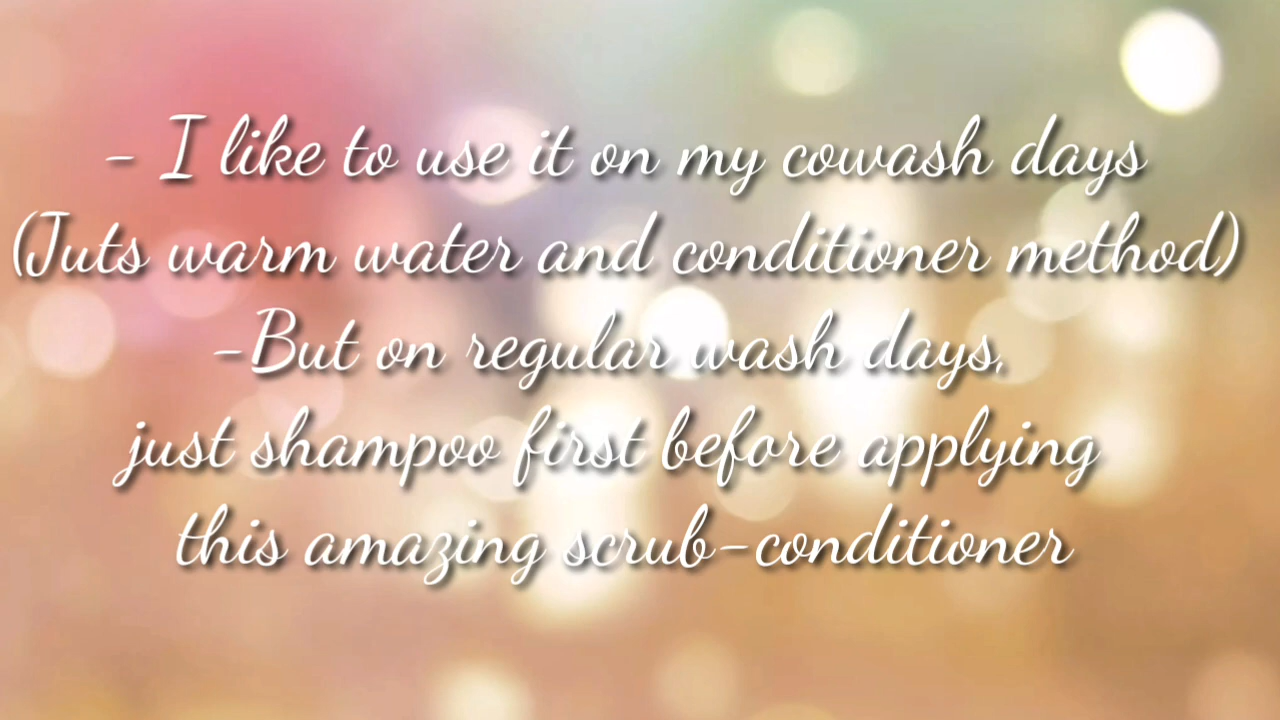 - I like to use it on my cowash days
(Juts warm water and conditioner method)
-But on regular wash days,
just shampoo first before applying
this amazing scrub-conditioner